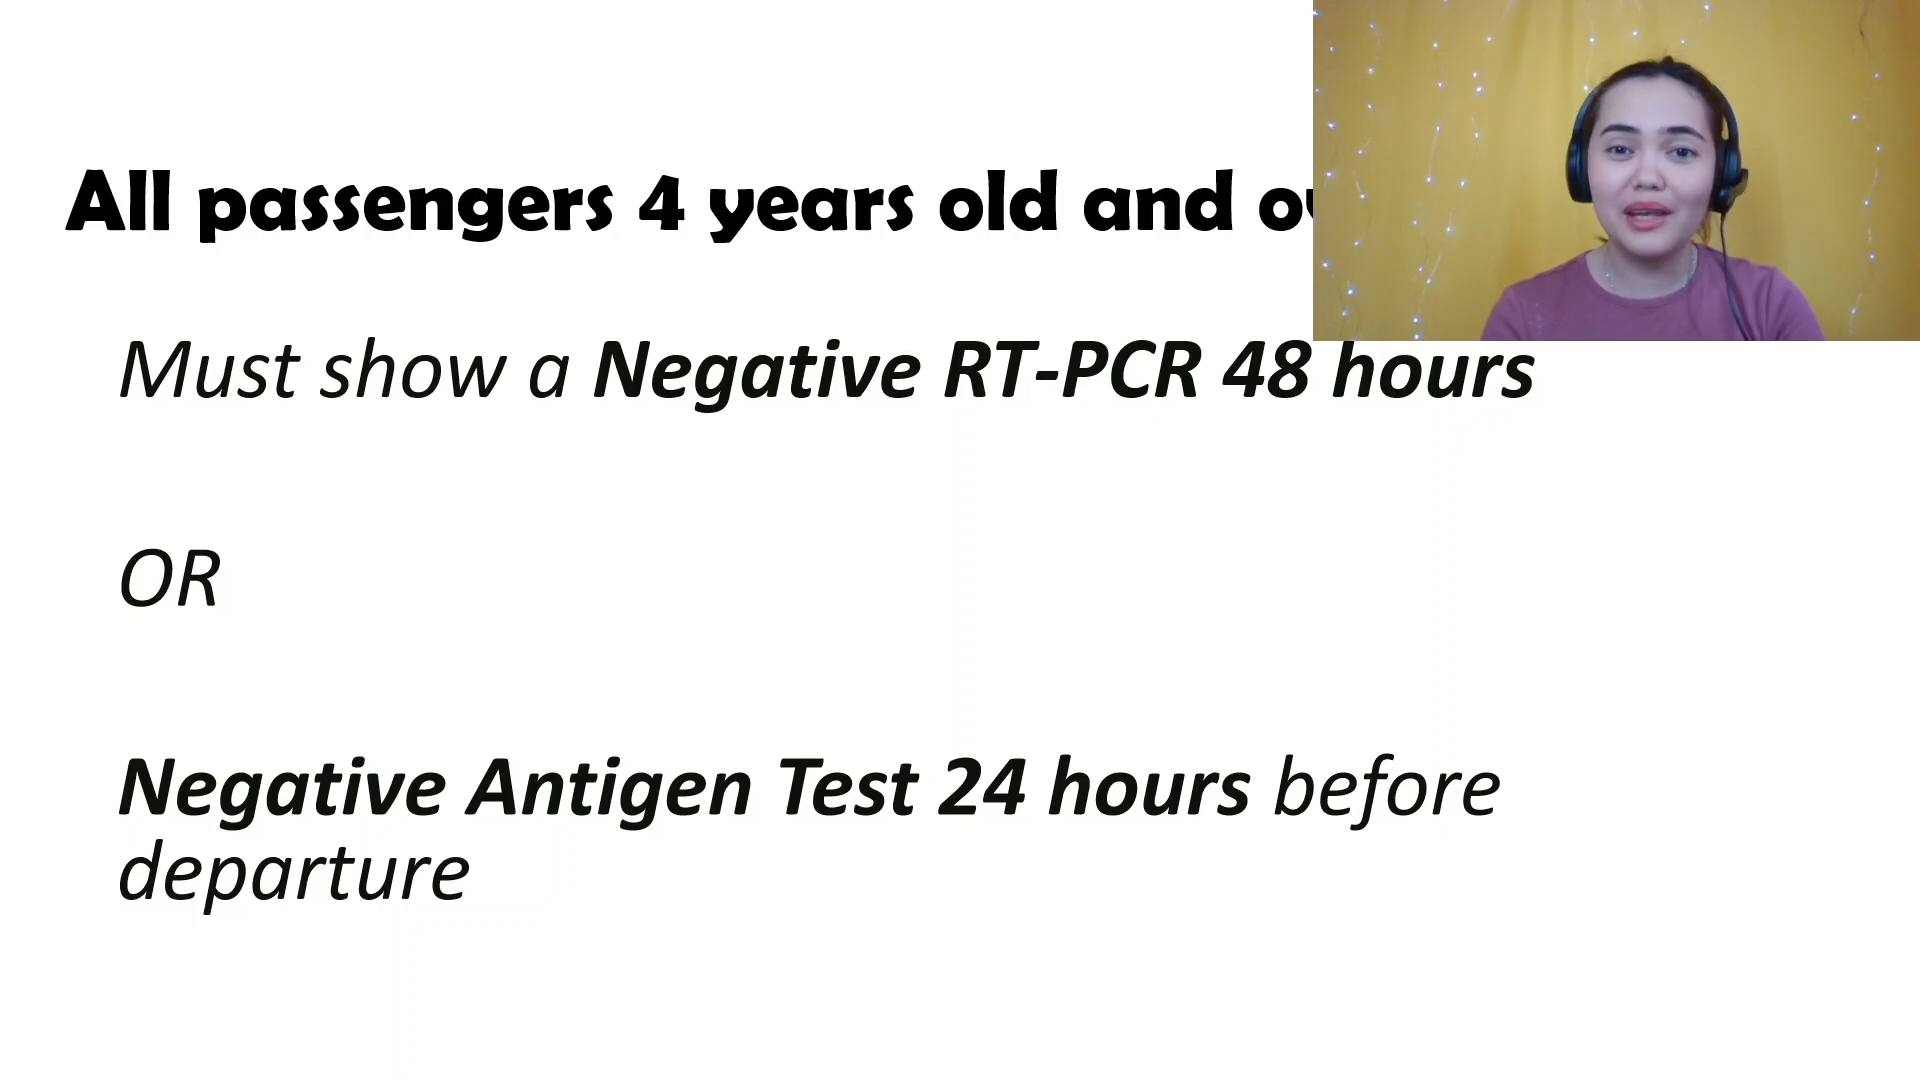 All passengers 4 years old and
Must show a Negative RT-PCR 48 hours
OR
Negative Antigen Test 24 hours before
departure